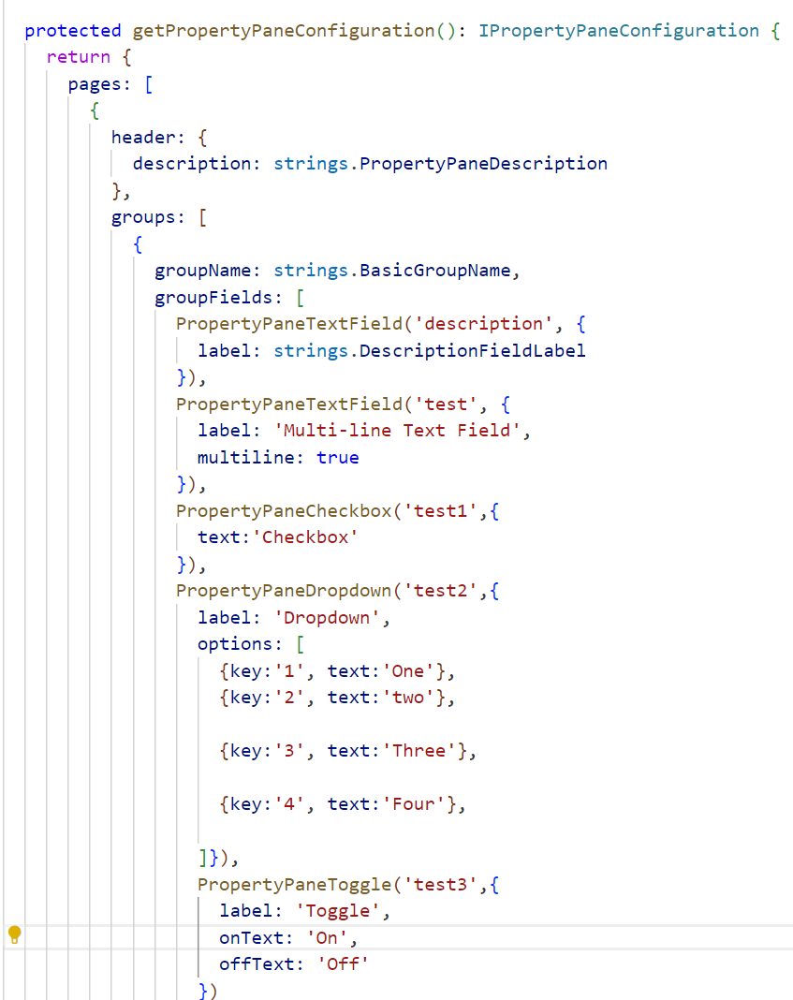 protected getPropertyPaneConfiguration(): IPropertyPaneConfiguration {
return {
pages: [
{
header: {
description: strings.PropertyPaneDescription
},
groups: [
{
groupName: strings.BasicGroupName,
groupFields: [
PropertyPaneTextField('description', {
label: strings.DescriptionFieldLabel
}),
PropertyPaneTextField('test', {
label: 'Multi-line Text Field',
multiline: true
}),
PropertyPaneCheckbox('test1',{
text:'Checkbox'
}),
PropertyPaneDropdown('test2',{
label: 'Dropdown',
options: [
{key:'1', text:'One'},
{key:'2', text:'two'},
{key:'3', text:'Three'},
{key:'4', text:'Four'},
]}),
PropertyPaneToggle('test3',{
label: 'Toggle',
onText: 'On',
offText: 'Off'
})